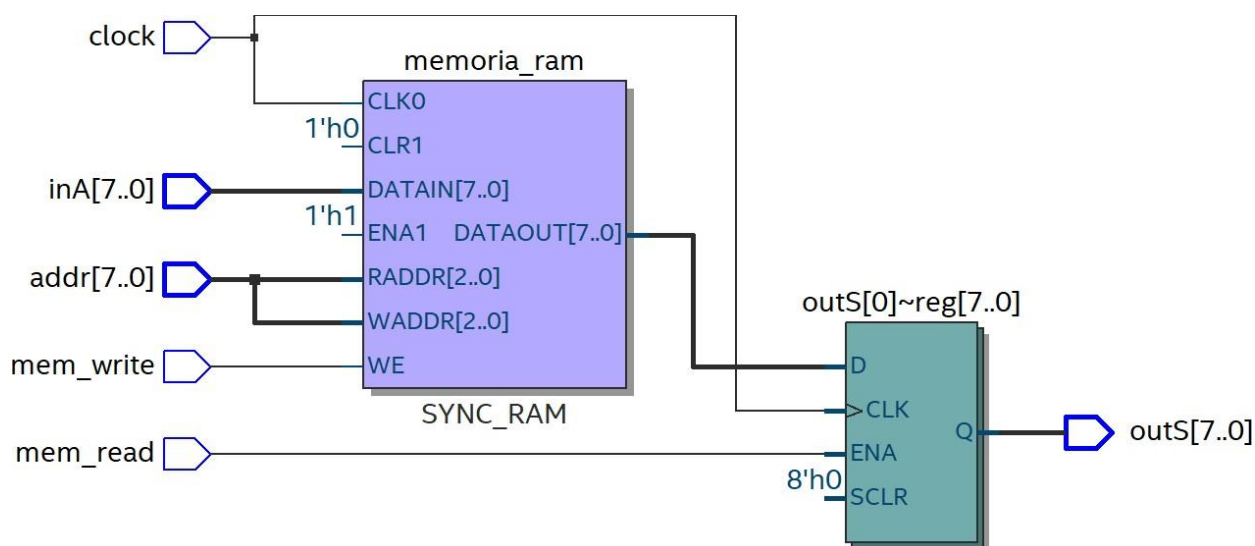 clock
memoria_ram
CLK0
1'h0
CLR1
inA[7..0]
DATAIN[7..0]
1'h1
ENA1
DATAOUT[7..0]
addr[7..0]
RADDR[2..0]
WADDR[2..0]
mem_write
WE
SYNC_RAM
outS[0]~reg[7..0]
D
>CLK
mem_read
ENA
Q
outS[7..0]
8'h0
SCLR